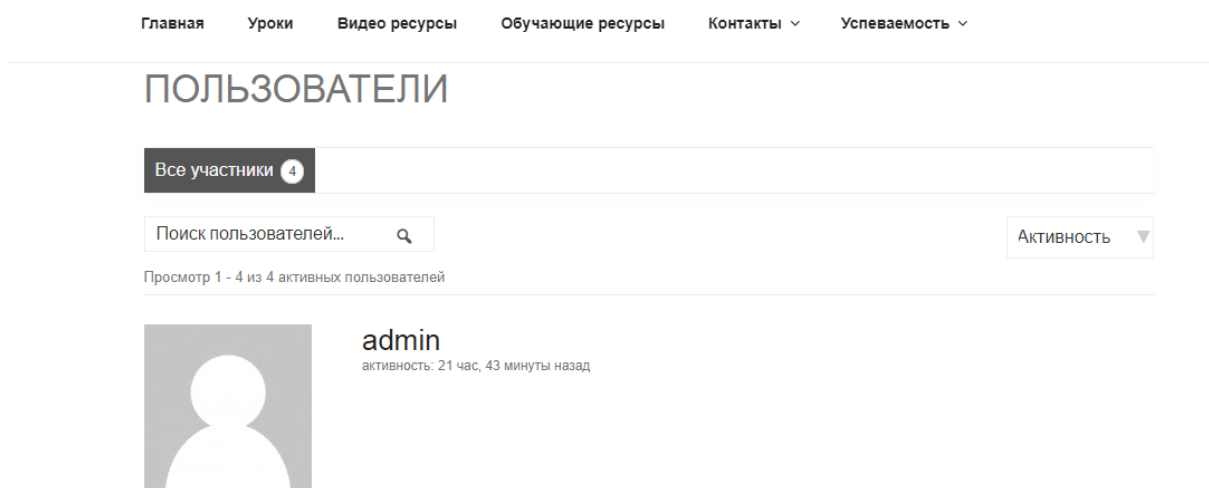 Главная Уроки Видео ресурсы Обучающие ресурсы Контакты Успеваемость
ПОЛЬЗОВАТЕЛИ
Все участники 4
Поиск пользователей... Активность
Просмотр 1 - 4 из 4 активных пользователей
admin
активность: 21 час, 43 минуты назад